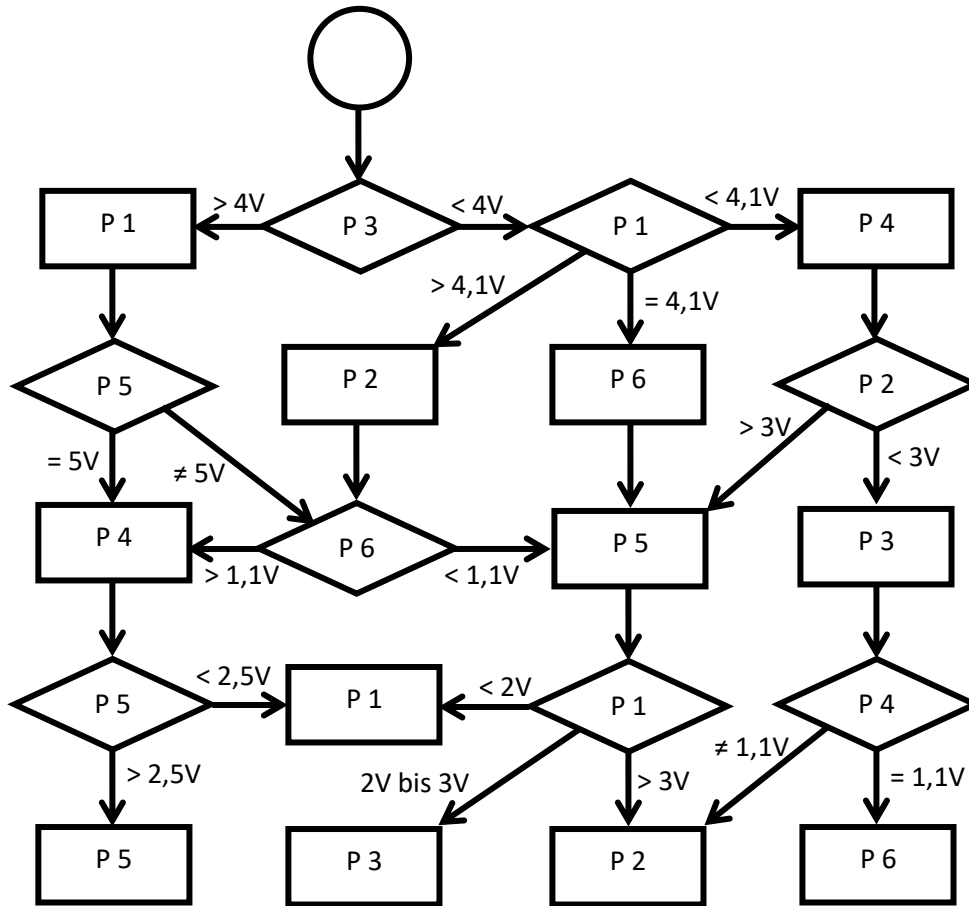 P 1
> 4V
P 3
< 4V
P 1
< 4,1V
P 4
> 4,1V
= 4,1V
P 5
P 2
P 6
P 2
= 5V
≠ 5V
> 3V
< 3V
P 4
> 1,1V
P 6
< 1,1V
P 5
P 3
P 5
< 2,5V
P 1
< 2V
P 1
P 4
> 2,5V
2V bis 3V
> 3V
≠ 1,1V
= 1,1V
P 5
P 3
P 2
P 6